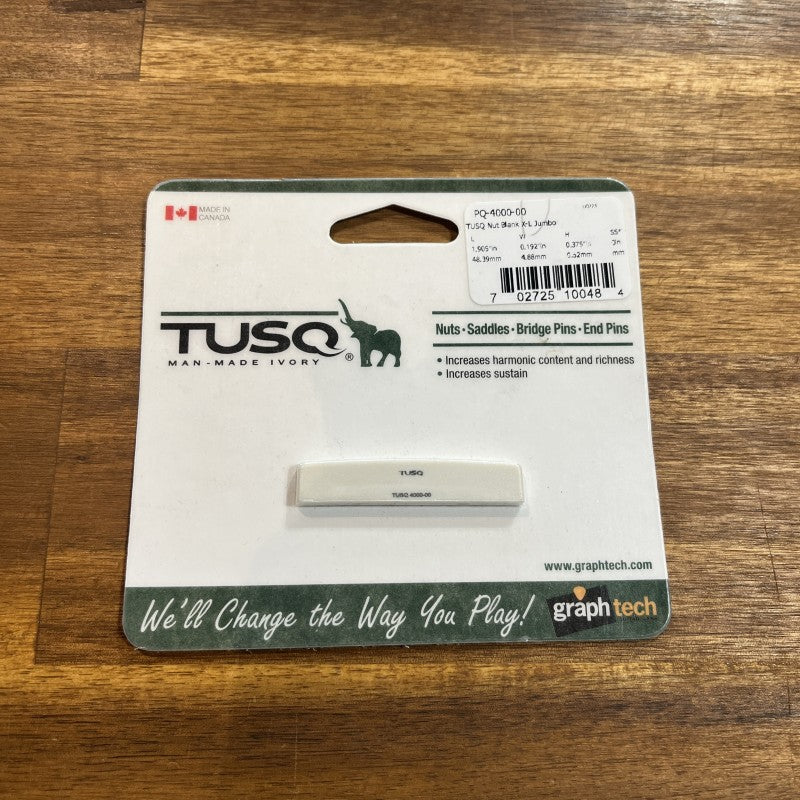 MADE IN
CANADA
PQ-4000-00
TUSQ Nut Blank X-L Jumbo
L W H SS*
1.905"in 0.192"in 0.375"in 0in
48.39mm 4.88mm mm
7 02725 10048 4
TUSQ®
MAN-MADE IVORY
Nuts · Saddles · Bridge Pins · End Pins
• Increases harmonic content and richness
• Increases sustain
TUSQ
TUSQ 4000-00
www.graphtech.com
We'll Change the Way You Play!
graph tech